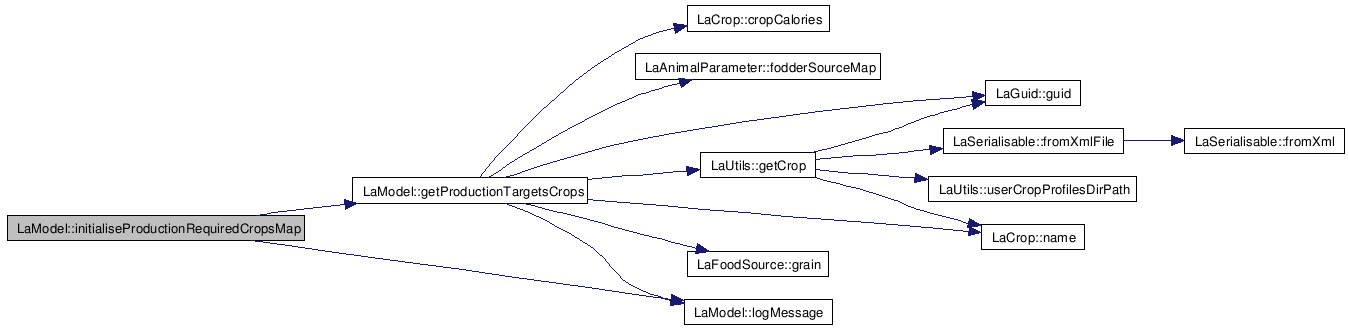 LaCrop::cropCalories
LaAnimalParameter::fodderSourceMap
LaGuid::guid
LaSerialisable::fromXmlFile
LaSerialisable::fromXml
LaUtils::getCrop
LaUtils::userCropProfilesDirPath
LaModel::getProductionTargetsCrops
LaModel::initialiseProductionRequiredCropsMap
LaCrop::name
LaFoodSource::grain
LaModel::logMessage